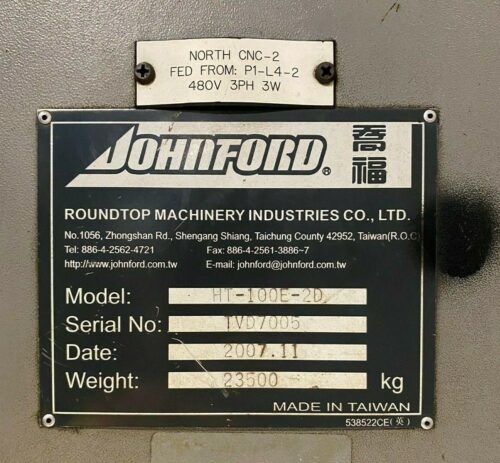 NORTH CNC-2
FED FROM: P1-L4-2
480V 3PH 3W
JOHNFORD® 喬福
ROUNDTOP MACHINERY INDUSTRIES CO., LTD.
No.1056, Zhongshan Rd., Shengang Shiang, Taichung County 42952, Taiwan(R.O.C)
Tel: 886-4-2562-4721 Fax: 886-4-2561-3886~7
http://www.johnford.com.tw E-mail: johnford@johnford.com.tw
Model: HT-100E-2D
Serial No: TVD7005
Date: 2007.11
Weight: 23500 kg
MADE IN TAIWAN
538522CE(英)